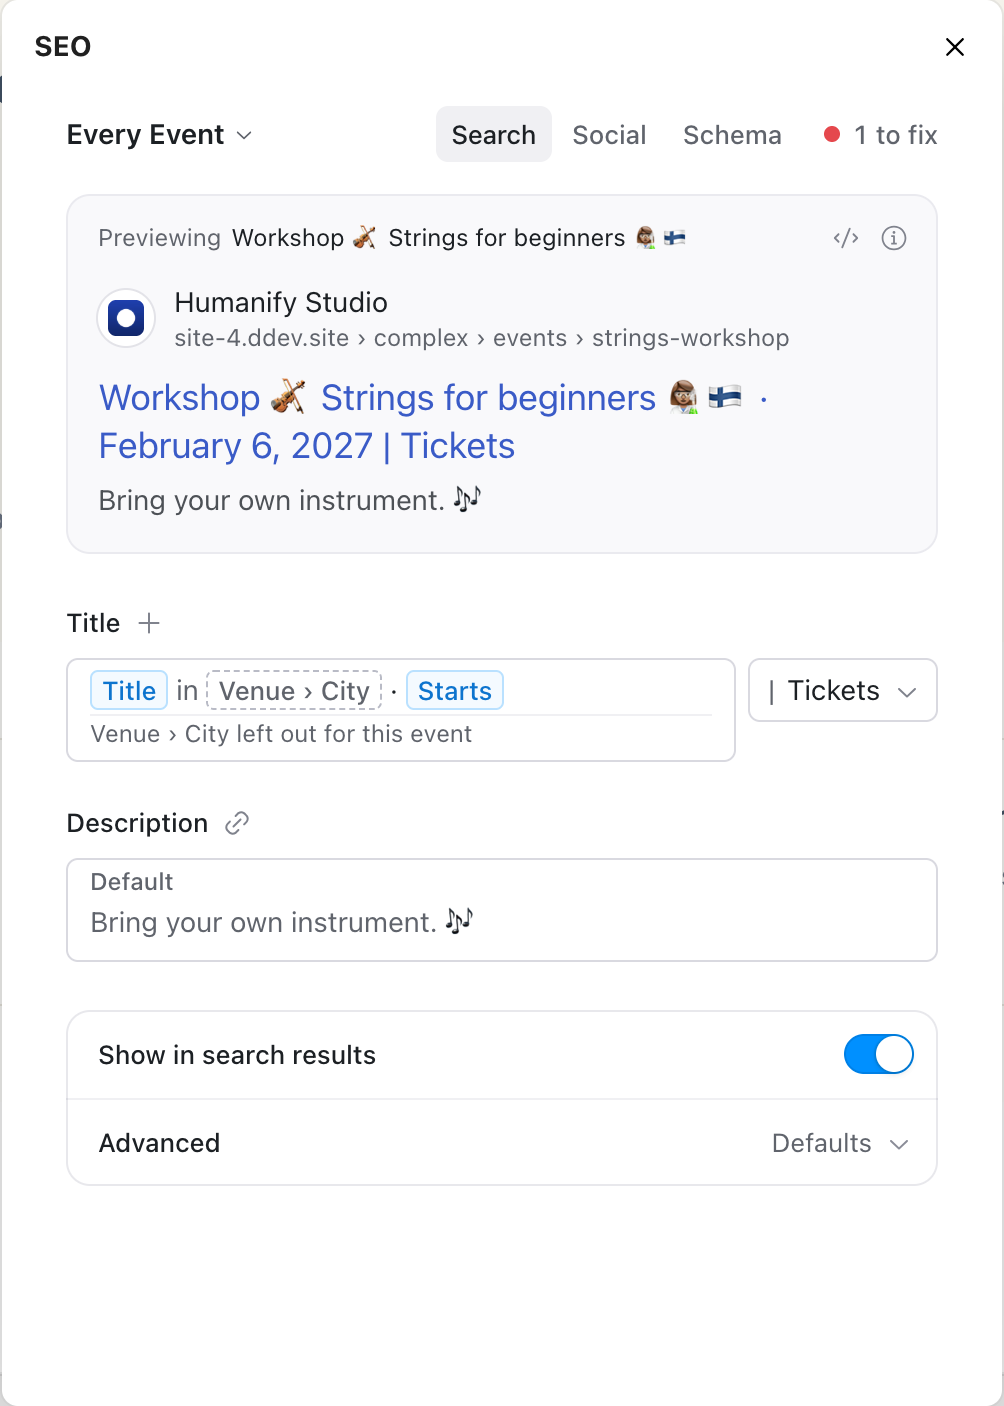 SEO
Every Event
Search Social Schema 1 to fix
Previewing Workshop 🎻 Strings for beginners 👩🏽‍🔬🇫🇮 </>
Humanify Studio
site-4.ddev.site › complex › events › strings-workshop
Workshop 🎻 Strings for beginners 👩🏽‍🔬🇫🇮 ·
February 6, 2027 | Tickets
Bring your own instrument. 🎶
Title
Title in Venue › City · Starts | Tickets
Venue › City left out for this event
Description
Default
Bring your own instrument. 🎶
Show in search results
Advanced Defaults